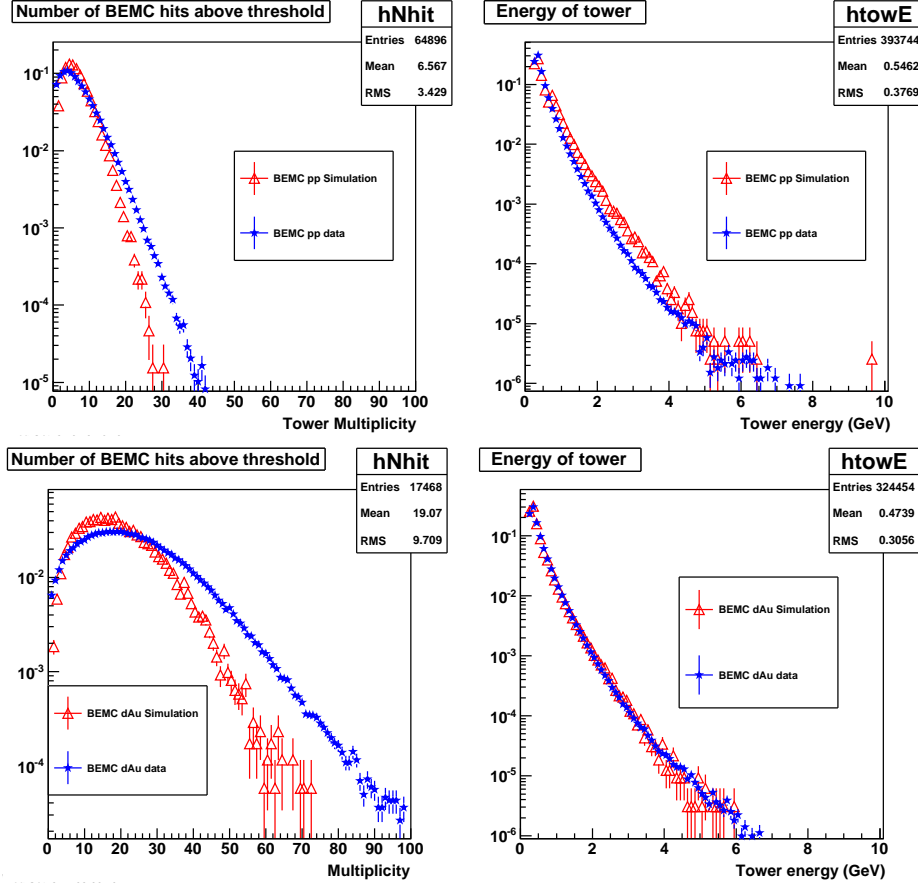 Number of BEMC hits above threshold
hNhit
Entries 64896
Mean 6.567
RMS 3.429
10^-1
10^-2
10^-3
10^-4
10^-5
BEMC pp Simulation
BEMC pp data
0 10 20 30 40 50 60 70 80 90 100
Tower Multiplicity
Energy of tower
htowE
Entries 393744
Mean 0.5462
RMS 0.3769
10^-1
10^-2
10^-3
10^-4
10^-5
10^-6
BEMC pp Simulation
BEMC pp data
0 2 4 6 8 10
Tower energy (GeV)
Number of BEMC hits above threshold
hNhit
Entries 17468
Mean 19.07
RMS 9.709
10^-2
10^-3
10^-4
BEMC dAu Simulation
BEMC dAu data
0 10 20 30 40 50 60 70 80 90 100
Multiplicity
Energy of tower
htowE
Entries 324454
Mean 0.4739
RMS 0.3056
10^-1
10^-2
10^-3
10^-4
10^-5
10^-6
BEMC dAu Simulation
BEMC dAu data
0 2 4 6 8 10
Tower energy (GeV)